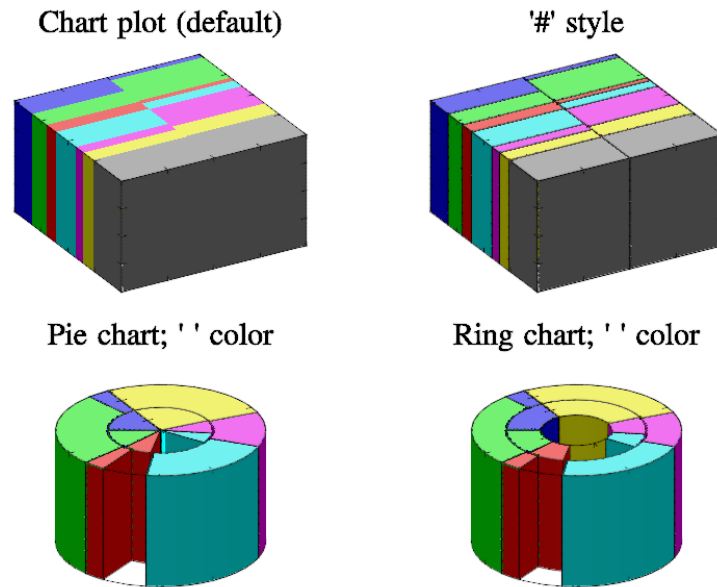 Chart plot (default)
'#' style
Pie chart; ' ' color
Ring chart; ' ' color